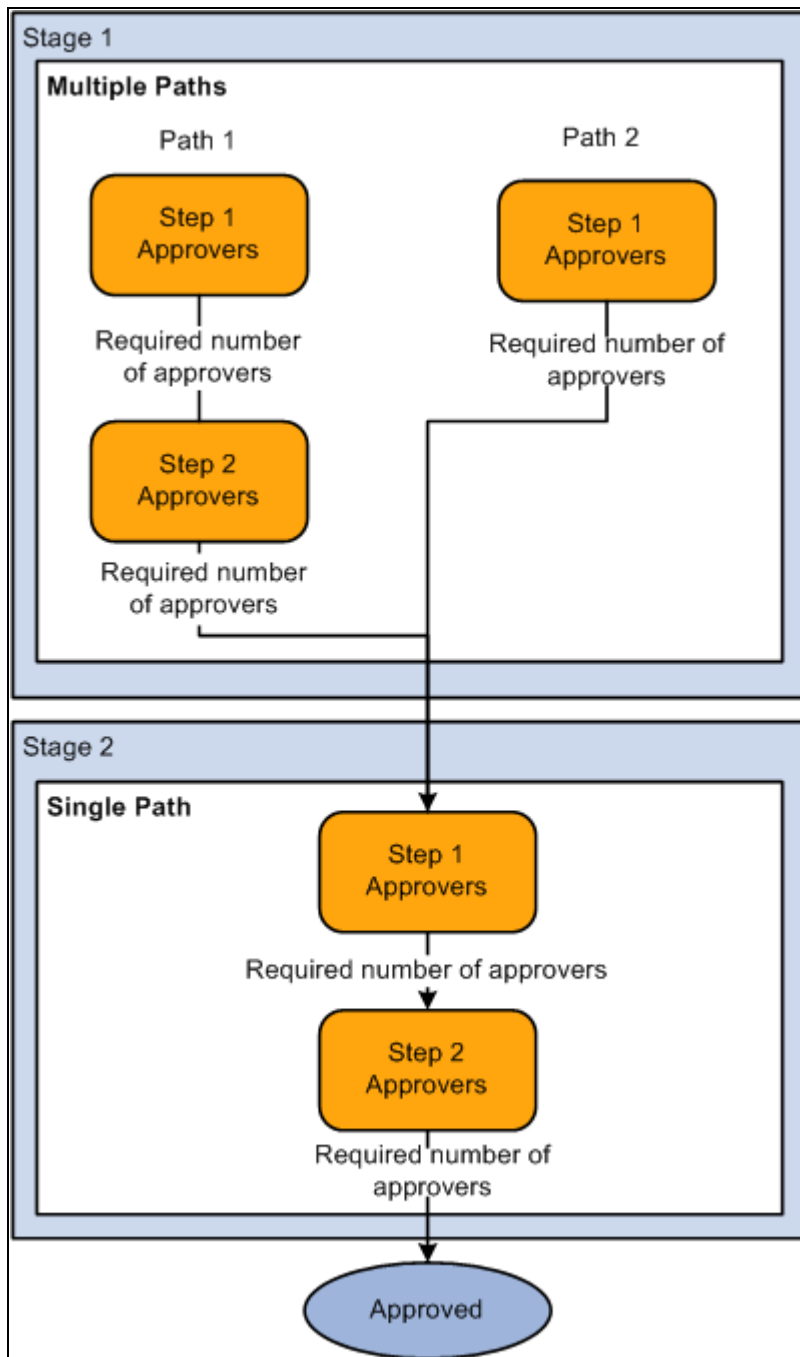 Stage 1
Multiple Paths
Path 1
Path 2
Step 1
Approvers
Step 1
Approvers
Required number
of approvers
Required number of
approvers
Step 2
Approvers
Required number
of approvers
Stage 2
Single Path
Step 1
Approvers
Required number of approvers
Step 2
Approvers
Required number of
approvers
Approved